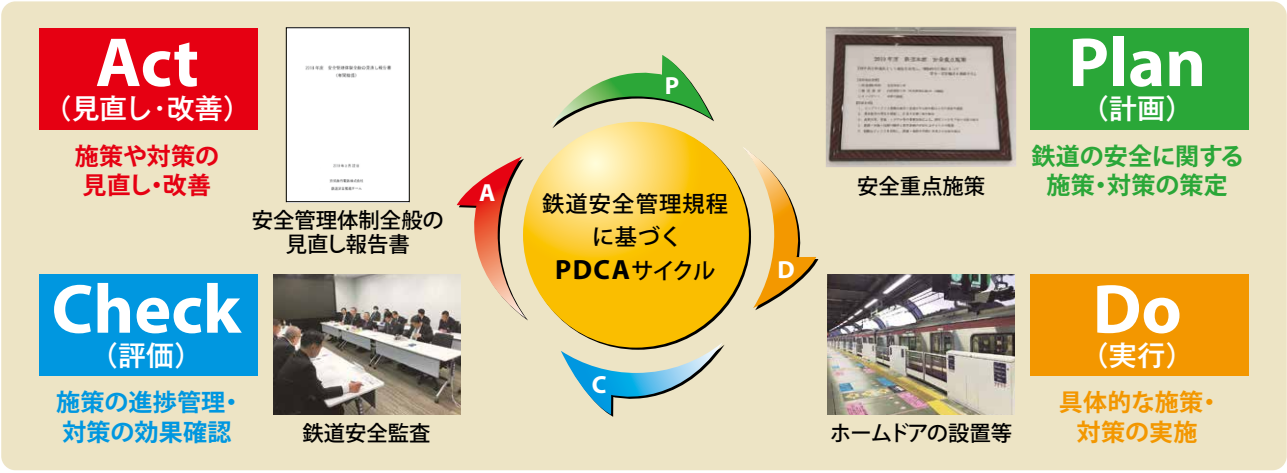 Act
（見直し・改善）
施策や対策の
見直し・改善
安全管理体制全般の
見直し報告書
P
A
D
C
鉄道安全管理規程
に基づく
PDCAサイクル
安全重点施策
Plan
（計画）
鉄道の安全に関する
施策・対策の策定
Check
（評価）
施策の進捗管理・
対策の効果確認
鉄道安全監査
ホームドアの設置等
Do
（実行）
具体的な施策・
対策の実施